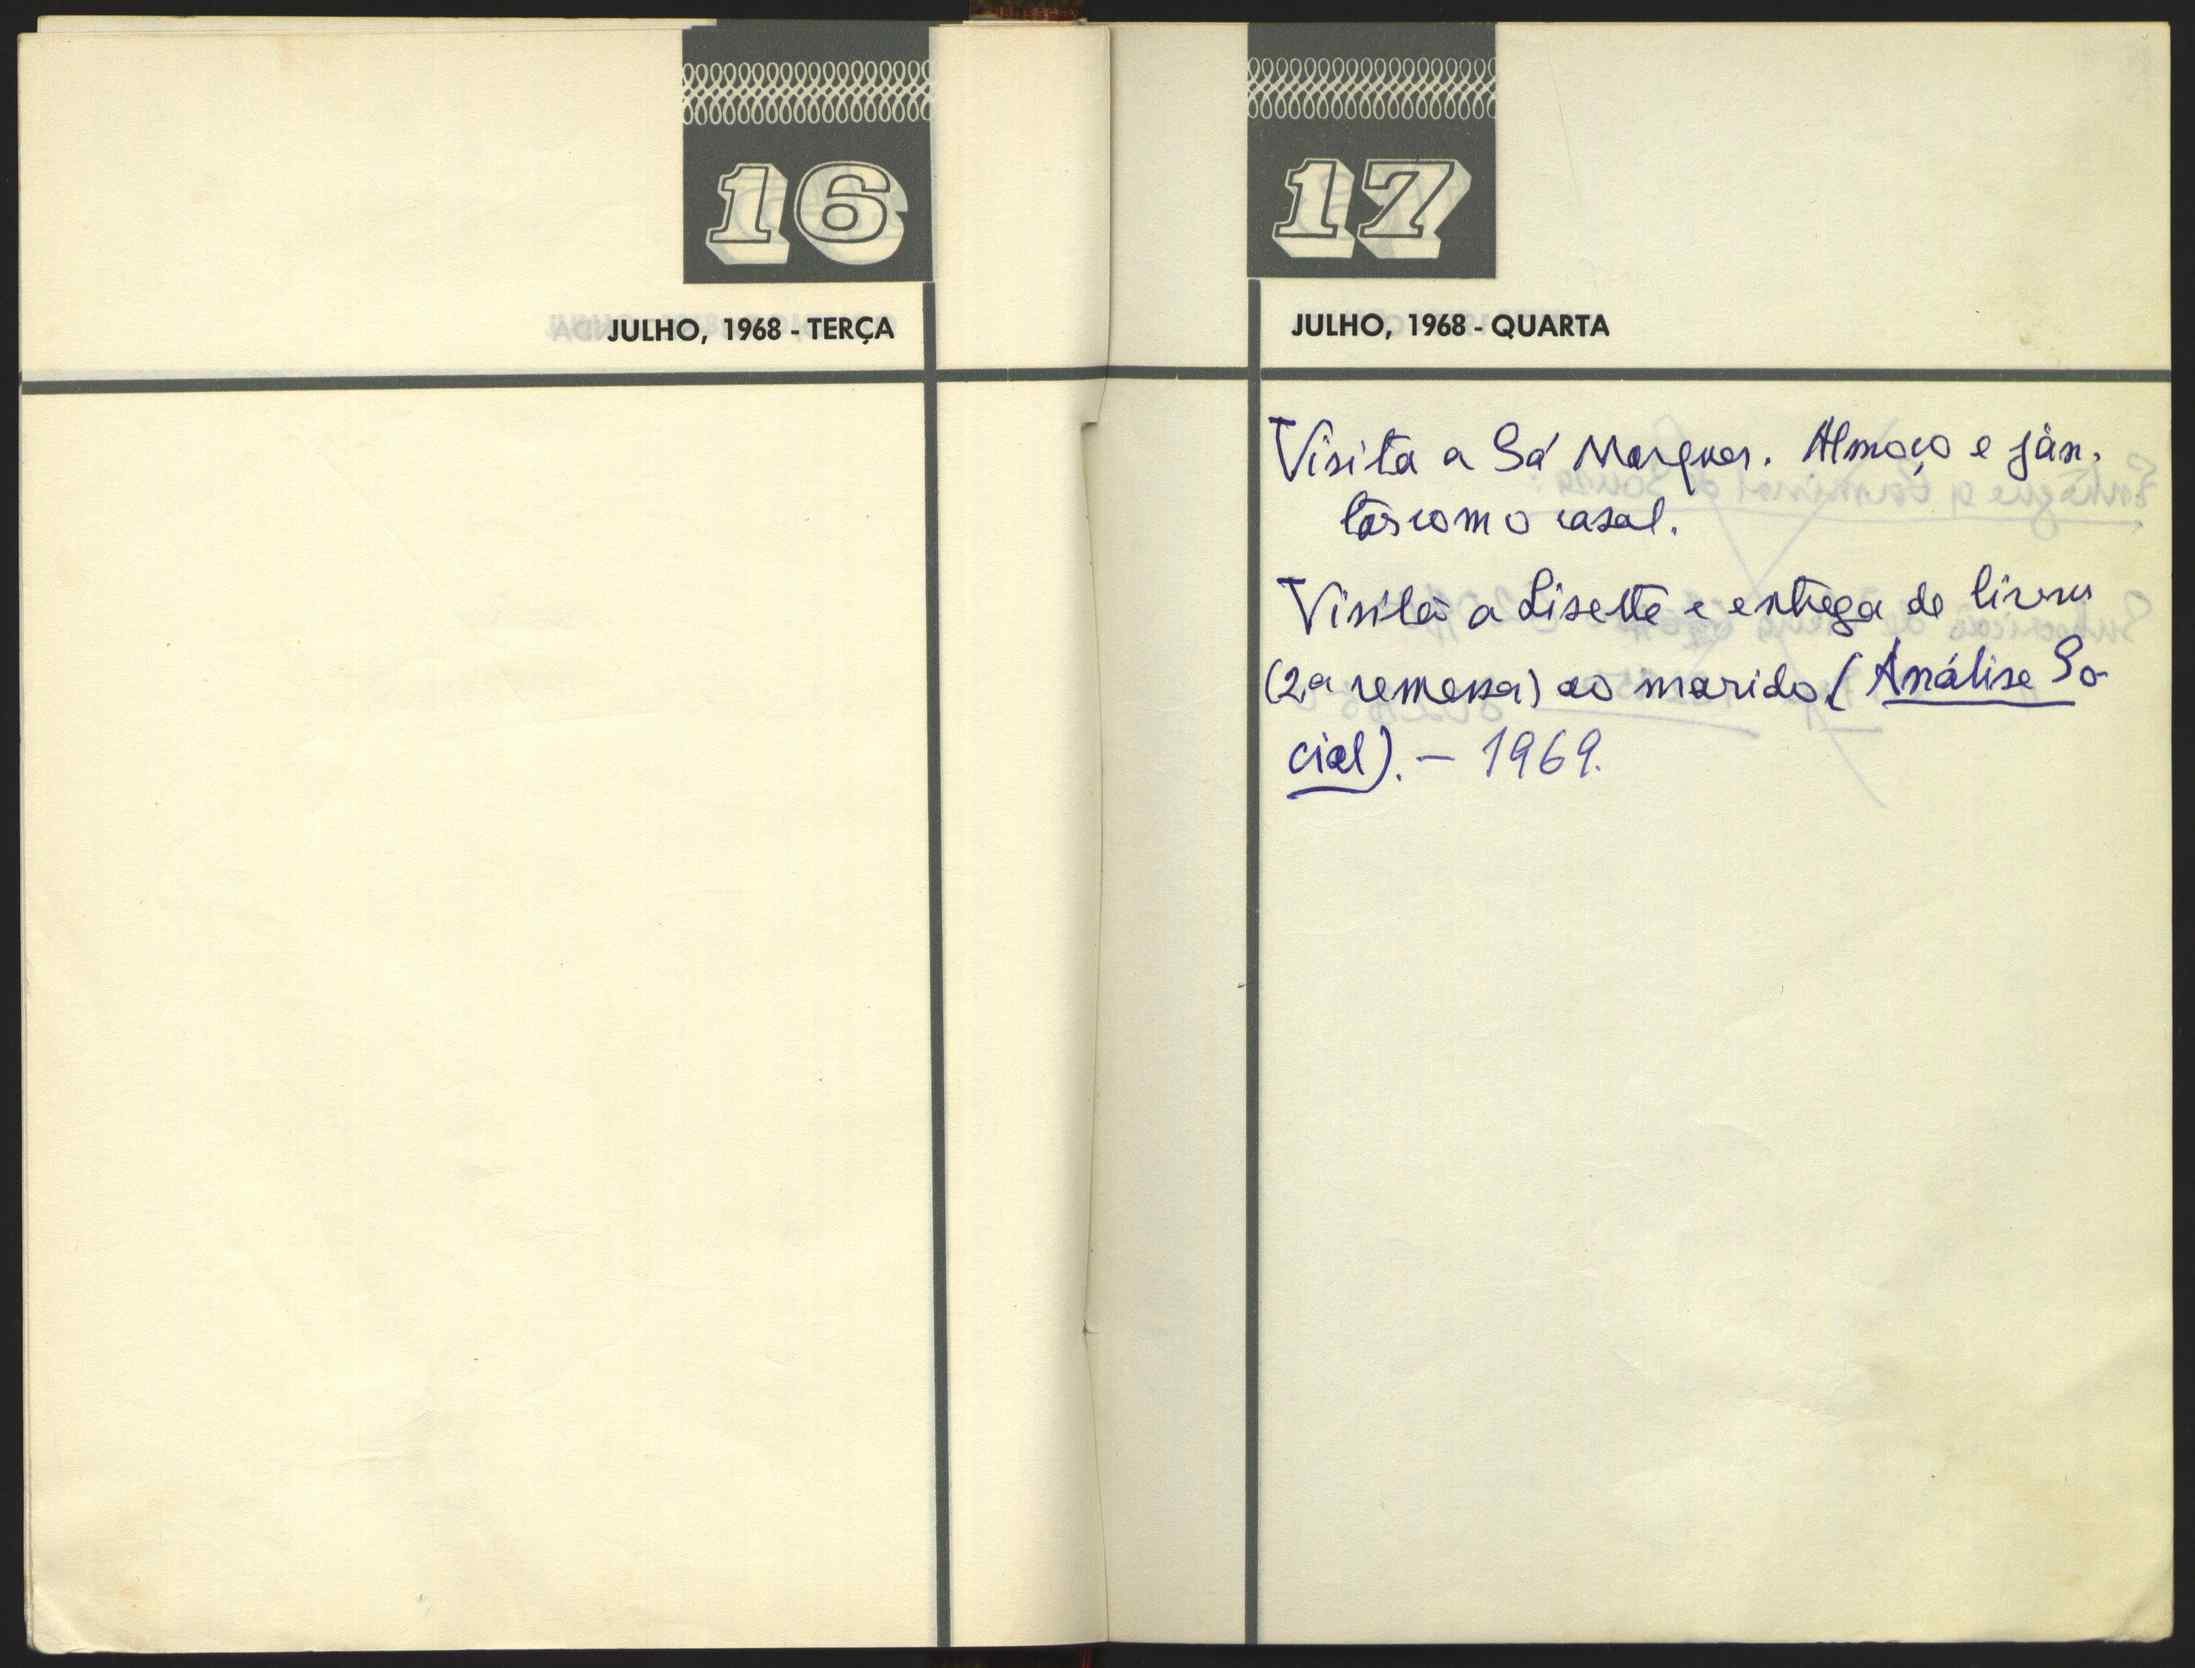 16
JULHO, 1968 - TERÇA
17
JULHO, 1968 - QUARTA
Visita a Sá Marques. Almoço e jan-
tar com o casal.
Visita a Lisette e entrega de livros
(2ª remessa) ao marido (Análise So-
cial). - 1969.